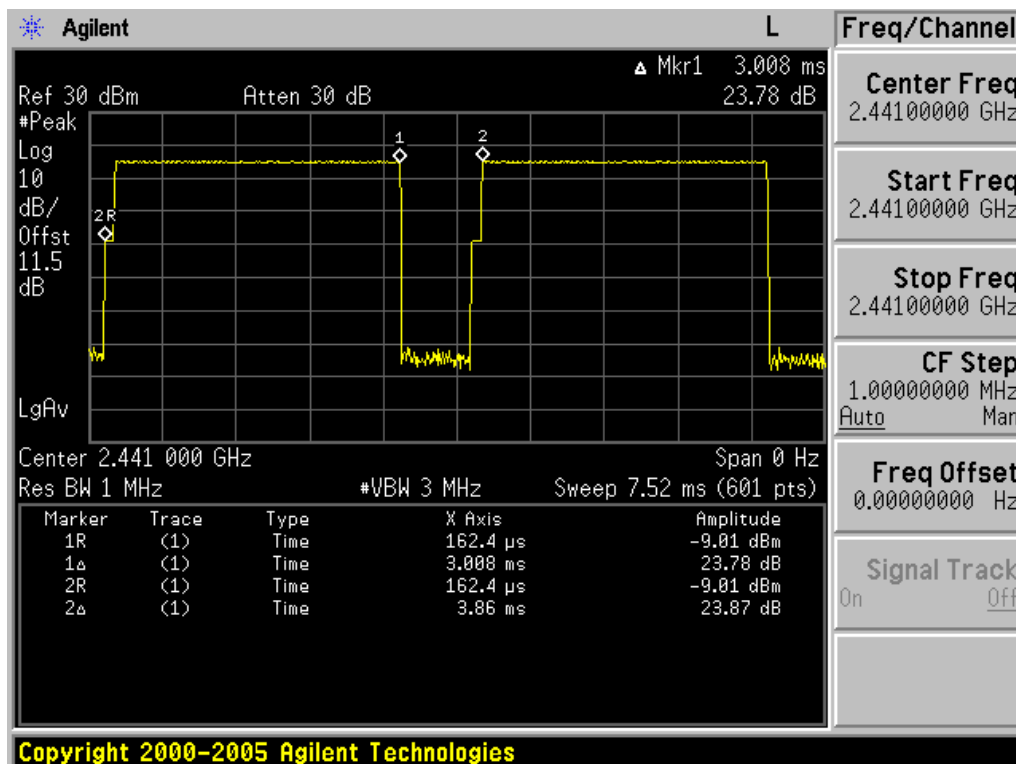 Agilent L Freq/Channel
▵ Mkr1 3.008 ms
Ref 30 dBm Atten 30 dB 23.78 dB
#Peak
Log
10
dB/
Offst
11.5
dB
LgAv
1
2
2R
Center 2.441 000 GHz Span 0 Hz
Res BW 1 MHz #VBW 3 MHz Sweep 7.52 ms (601 pts)
Marker Trace Type X Axis Amplitude
1R (1) Time 162.4 µs -9.01 dBm
1▵ (1) Time 3.008 ms 23.78 dB
2R (1) Time 162.4 µs -9.01 dBm
2▵ (1) Time 3.86 ms 23.87 dB
Center Freq
2.44100000 GHz
Start Freq
2.44100000 GHz
Stop Freq
2.44100000 GHz
CF Step
1.00000000 MHz
Auto Man
Freq Offset
0.00000000 Hz
Signal Track
On Off
Copyright 2000-2005 Agilent Technologies